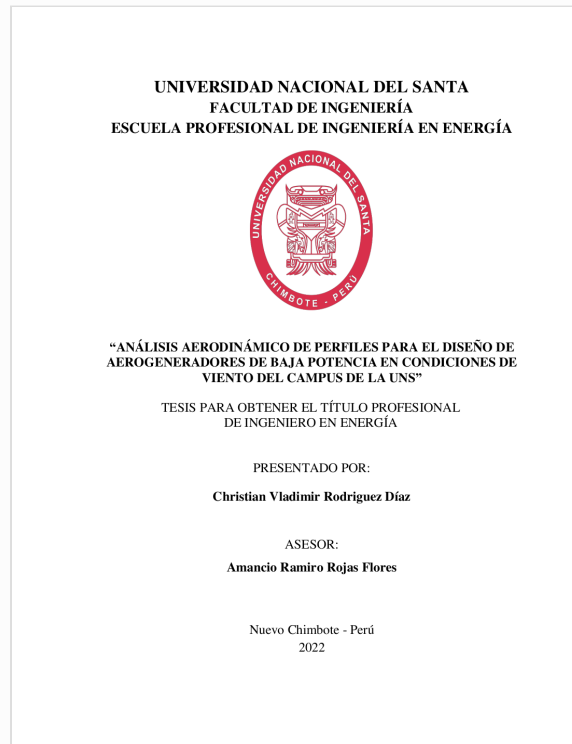 UNIVERSIDAD NACIONAL DEL SANTA
FACULTAD DE INGENIERÍA
ESCUELA PROFESIONAL DE INGENIERÍA EN ENERGÍA
UNIVERSIDAD NACIONAL DEL SANTA
CHIMBOTE - PERÚ
“ANÁLISIS AERODINÁMICO DE PERFILES PARA EL DISEÑO DE
AEROGENERADORES DE BAJA POTENCIA EN CONDICIONES DE
VIENTO DEL CAMPUS DE LA UNS”
TESIS PARA OBTENER EL TÍTULO PROFESIONAL
DE INGENIERO EN ENERGÍA
PRESENTADO POR:
Christian Vladimir Rodriguez Díaz
ASESOR:
Amancio Ramiro Rojas Flores
Nuevo Chimbote - Perú
2022